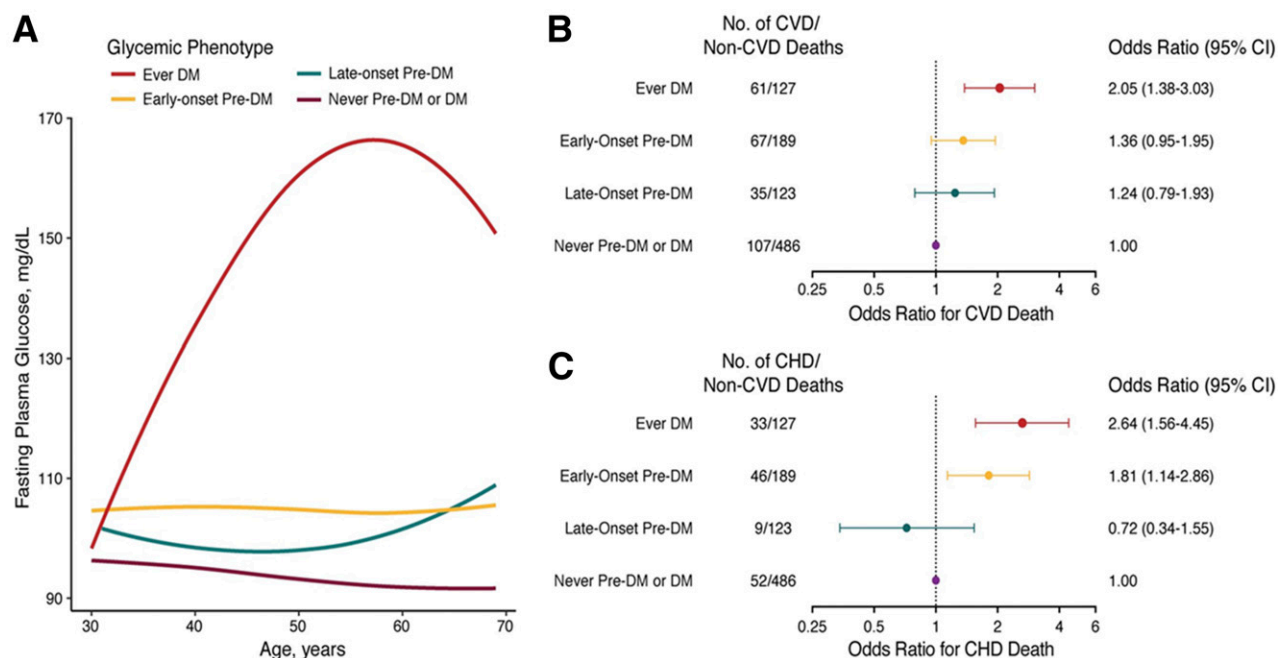 A
Glycemic Phenotype
Ever DM
Late-onset Pre-DM
Early-onset Pre-DM
Never Pre-DM or DM
Fasting Plasma Glucose, mg/dL
170
150
130
110
90
30 40 50 60 70
Age, years
B
No. of CVD/
Non-CVD Deaths
Odds Ratio (95% CI)
Ever DM 61/127 2.05 (1.38-3.03)
Early-Onset Pre-DM 67/189 1.36 (0.95-1.95)
Late-Onset Pre-DM 35/123 1.24 (0.79-1.93)
Never Pre-DM or DM 107/486 1.00
0.25 0.5 1 2 4 6
Odds Ratio for CVD Death
C
No. of CHD/
Non-CVD Deaths
Odds Ratio (95% CI)
Ever DM 33/127 2.64 (1.56-4.45)
Early-Onset Pre-DM 46/189 1.81 (1.14-2.86)
Late-Onset Pre-DM 9/123 0.72 (0.34-1.55)
Never Pre-DM or DM 52/486 1.00
0.25 0.5 1 2 4 6
Odds Ratio for CHD Death